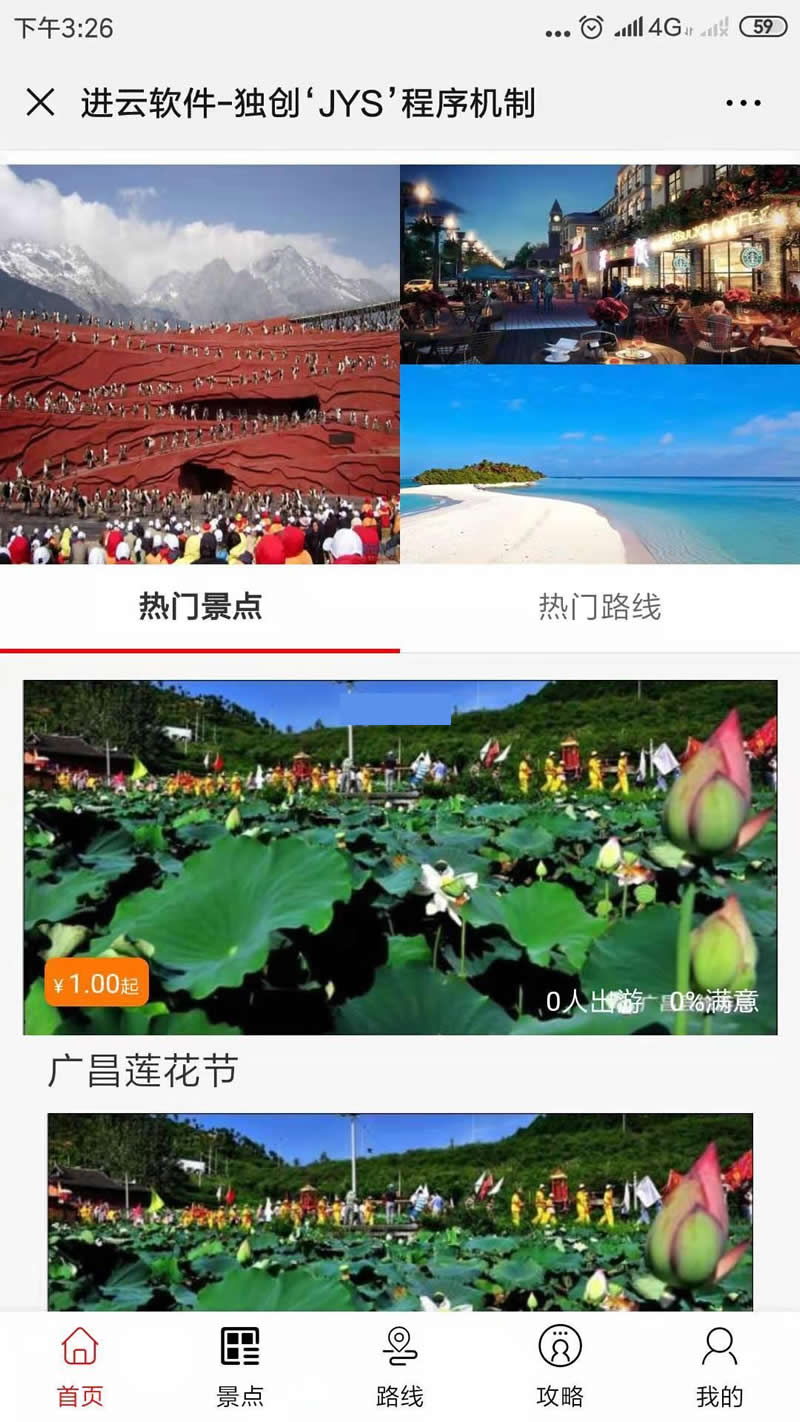 下午3:26
4G
59
进云软件-独创‘JYS’程序机制
COFFEE
热门景点
热门路线
¥1.00起
0人出游
0%满意
广昌莲花节
首页
景点
路线
攻略
我的